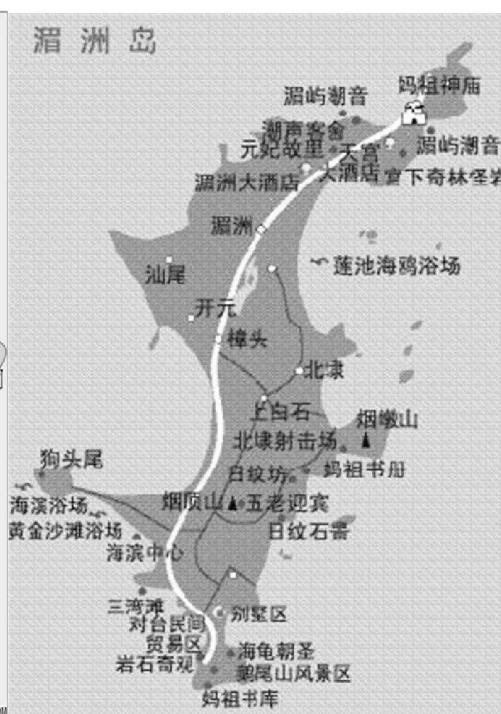 湄洲岛
妈祖神庙
湄屿潮音
湖声客舍
元妃故里
天宫
湄屿潮音
湄洲大酒店
大酒店
宫下奇林怪岩
湄洲
莲池海鸦浴场
汕尾
开元
樟头
北埭
上白石
烟墩山
北埭射击场
狗头尾
日纹坊
妈祖书册
海滨浴场
烟顶山
五老迎宾
黄金沙滩浴场
日纹石
海滨中心
三湾滩
对台民间
贸易区
别墅区
岩石奇观
海龟朝圣
鹅尾山风景区
妈祖书库